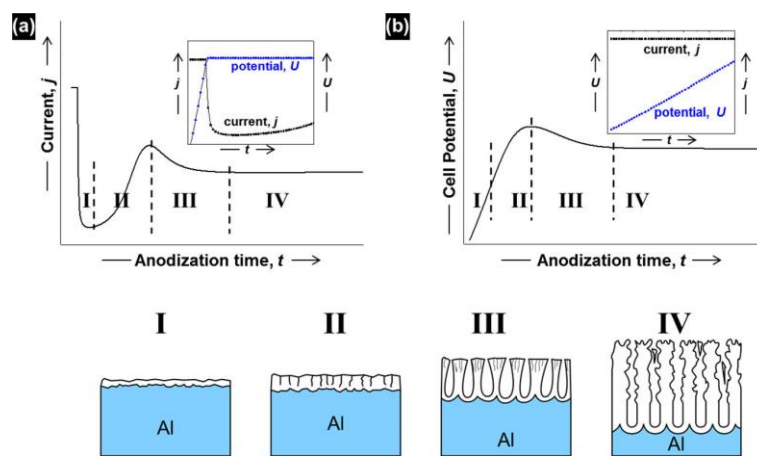 (a)
Current, j
potential, U
j
U
current, j
t
I
II
III
IV
Anodization time, t
(b)
Cell Potential, U
current, j
U
j
potential, U
t
I
II
III
IV
Anodization time, t
I
II
III
IV
Al
Al
Al
Al